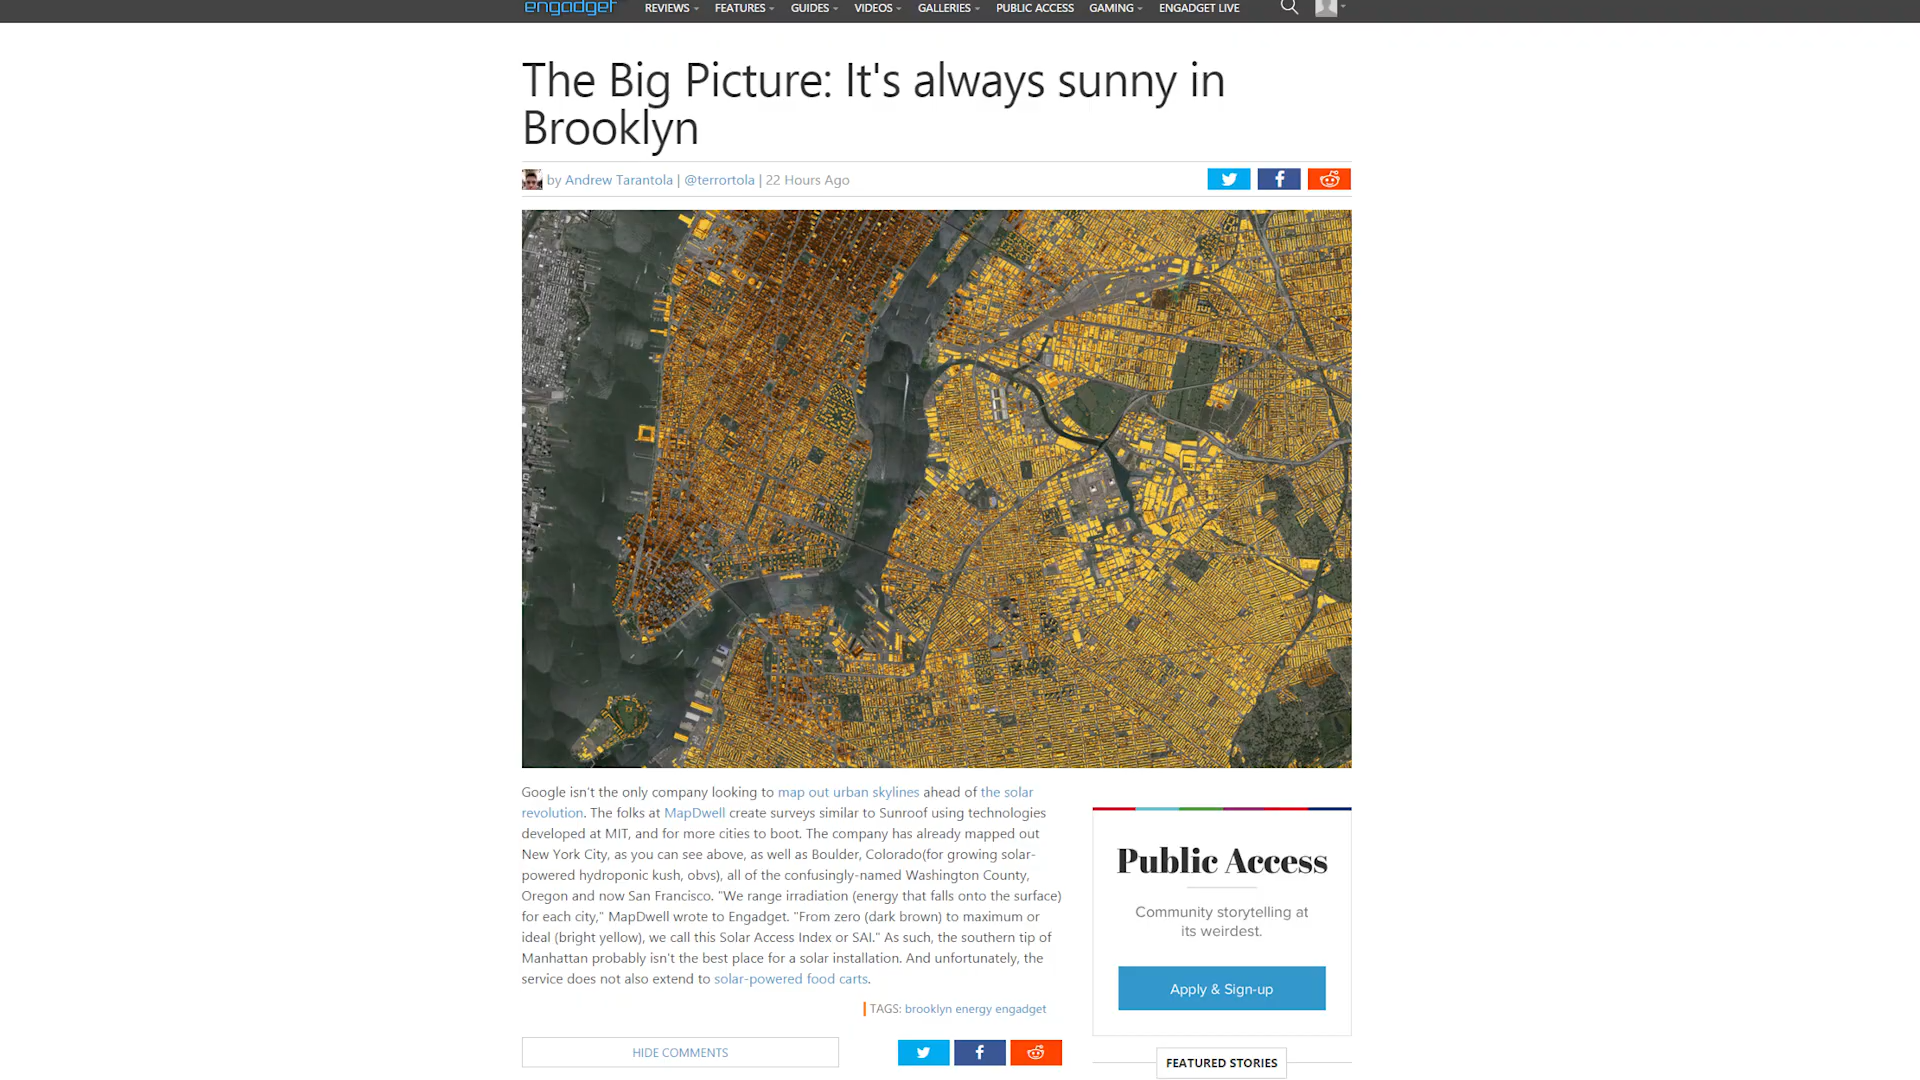 engadget REVIEWS FEATURES GUIDES VIDEOS GALLERIES PUBLIC ACCESS GAMING ENGADGET LIVE
The Big Picture: It's always sunny in
Brooklyn
by Andrew Tarantola | @terrortola | 22 Hours Ago
Google isn't the only company looking to map out urban skylines ahead of the solar
revolution. The folks at MapDwell create surveys similar to Sunroof using technologies
developed at MIT, and for more cities to boot. The company has already mapped out
New York City, as you can see above, as well as Boulder, Colorado(for growing solar-
powered hydroponic kush, obvs), all of the confusingly-named Washington County,
Oregon and now San Francisco. "We range irradiation (energy that falls onto the surface)
for each city," MapDwell wrote to Engadget. "From zero (dark brown) to maximum or
ideal (bright yellow), we call this Solar Access Index or SAI." As such, the southern tip of
Manhattan probably isn't the best place for a solar installation. And unfortunately, the
service does not also extend to solar-powered food carts.
TAGS: brooklyn energy engadget
HIDE COMMENTS
Public Access
Community storytelling at
its weirdest.
Apply & Sign-up
FEATURED STORIES